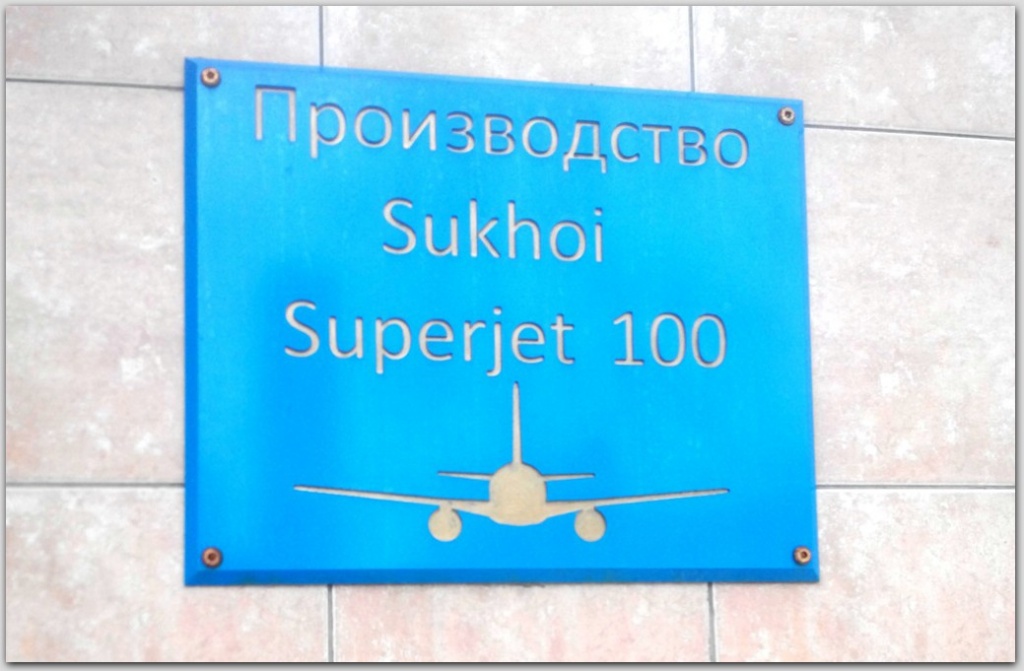 Производство
Sukhoi
Superjet 100